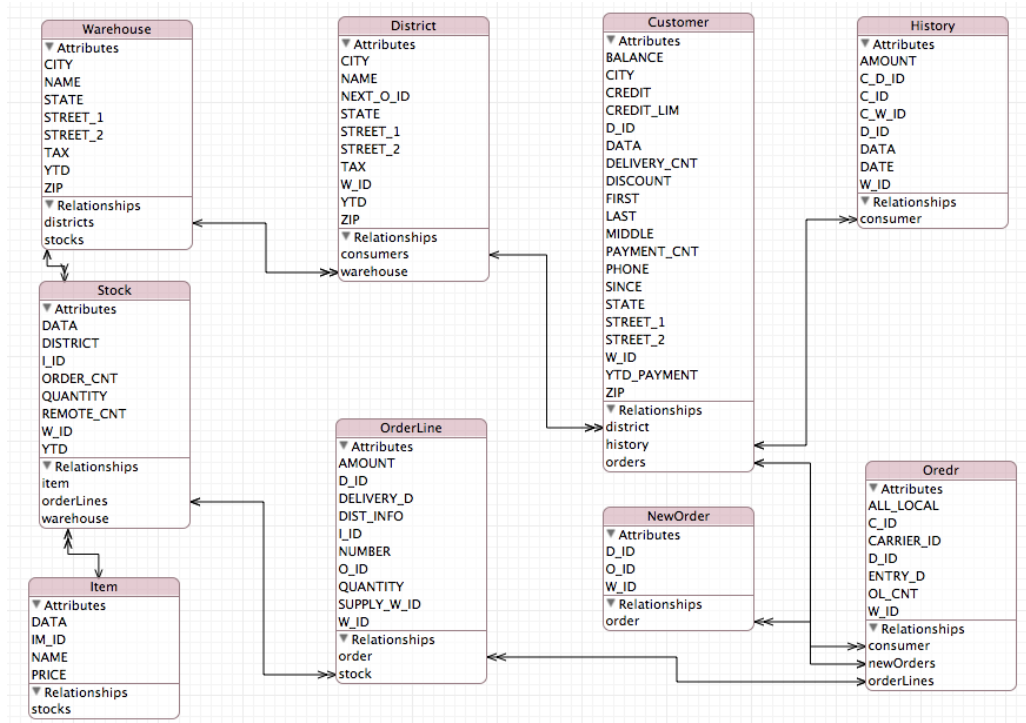 Warehouse
Attributes
CITY
NAME
STATE
STREET_1
STREET_2
TAX
YTD
ZIP
Relationships
districts
stocks
District
Attributes
CITY
NAME
NEXT_O_ID
STATE
STREET_1
STREET_2
TAX
W_ID
YTD
ZIP
Relationships
consumers
warehouse
Customer
Attributes
BALANCE
CITY
CREDIT
CREDIT_LIM
D_ID
DATA
DELIVERY_CNT
DISCOUNT
FIRST
LAST
MIDDLE
PAYMENT_CNT
PHONE
SINCE
STATE
STREET_1
STREET_2
W_ID
YTD_PAYMENT
ZIP
Relationships
district
history
orders
History
Attributes
AMOUNT
C_D_ID
C_ID
C_W_ID
D_ID
DATA
DATE
W_ID
Relationships
consumer
Stock
Attributes
DATA
DISTRICT
I_ID
ORDER_CNT
QUANTITY
REMOTE_CNT
W_ID
YTD
Relationships
item
orderLines
warehouse
OrderLine
Attributes
AMOUNT
D_ID
DELIVERY_D
DIST_INFO
I_ID
NUMBER
O_ID
QUANTITY
SUPPLY_W_ID
W_ID
Relationships
order
stock
NewOrder
Attributes
D_ID
O_ID
W_ID
Relationships
order
Oredr
Attributes
ALL_LOCAL
C_ID
CARRIER_ID
D_ID
ENTRY_D
OL_CNT
W_ID
Relationships
consumer
newOrders
orderLines
Item
Attributes
DATA
IM_ID
NAME
PRICE
Relationships
stocks